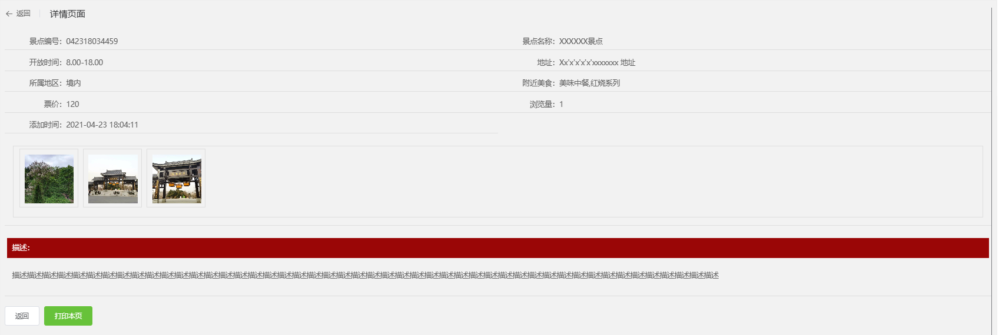 ← 返回 详情页面
景点编号： 042318034459 景点名称： XXXXXX景点
开放时间： 8.00-18.00 地址： Xx'x'x'x'x'xxxxxxx 地址
所属地区： 境内 附近美食： 美味中餐,红烧系列
票价： 120 浏览量： 1
添加时间： 2021-04-23 18:04:11
描述：
描述描述描述描述描述描述描述描述描述描述描述描述描述描述描述描述描述描述描述描述描述描述描述描述描述描述描述描述描述描述描述描述描述描述描述描述描述描述描述描述描述描述描述描述描述描述描述描述
返回 打印本页